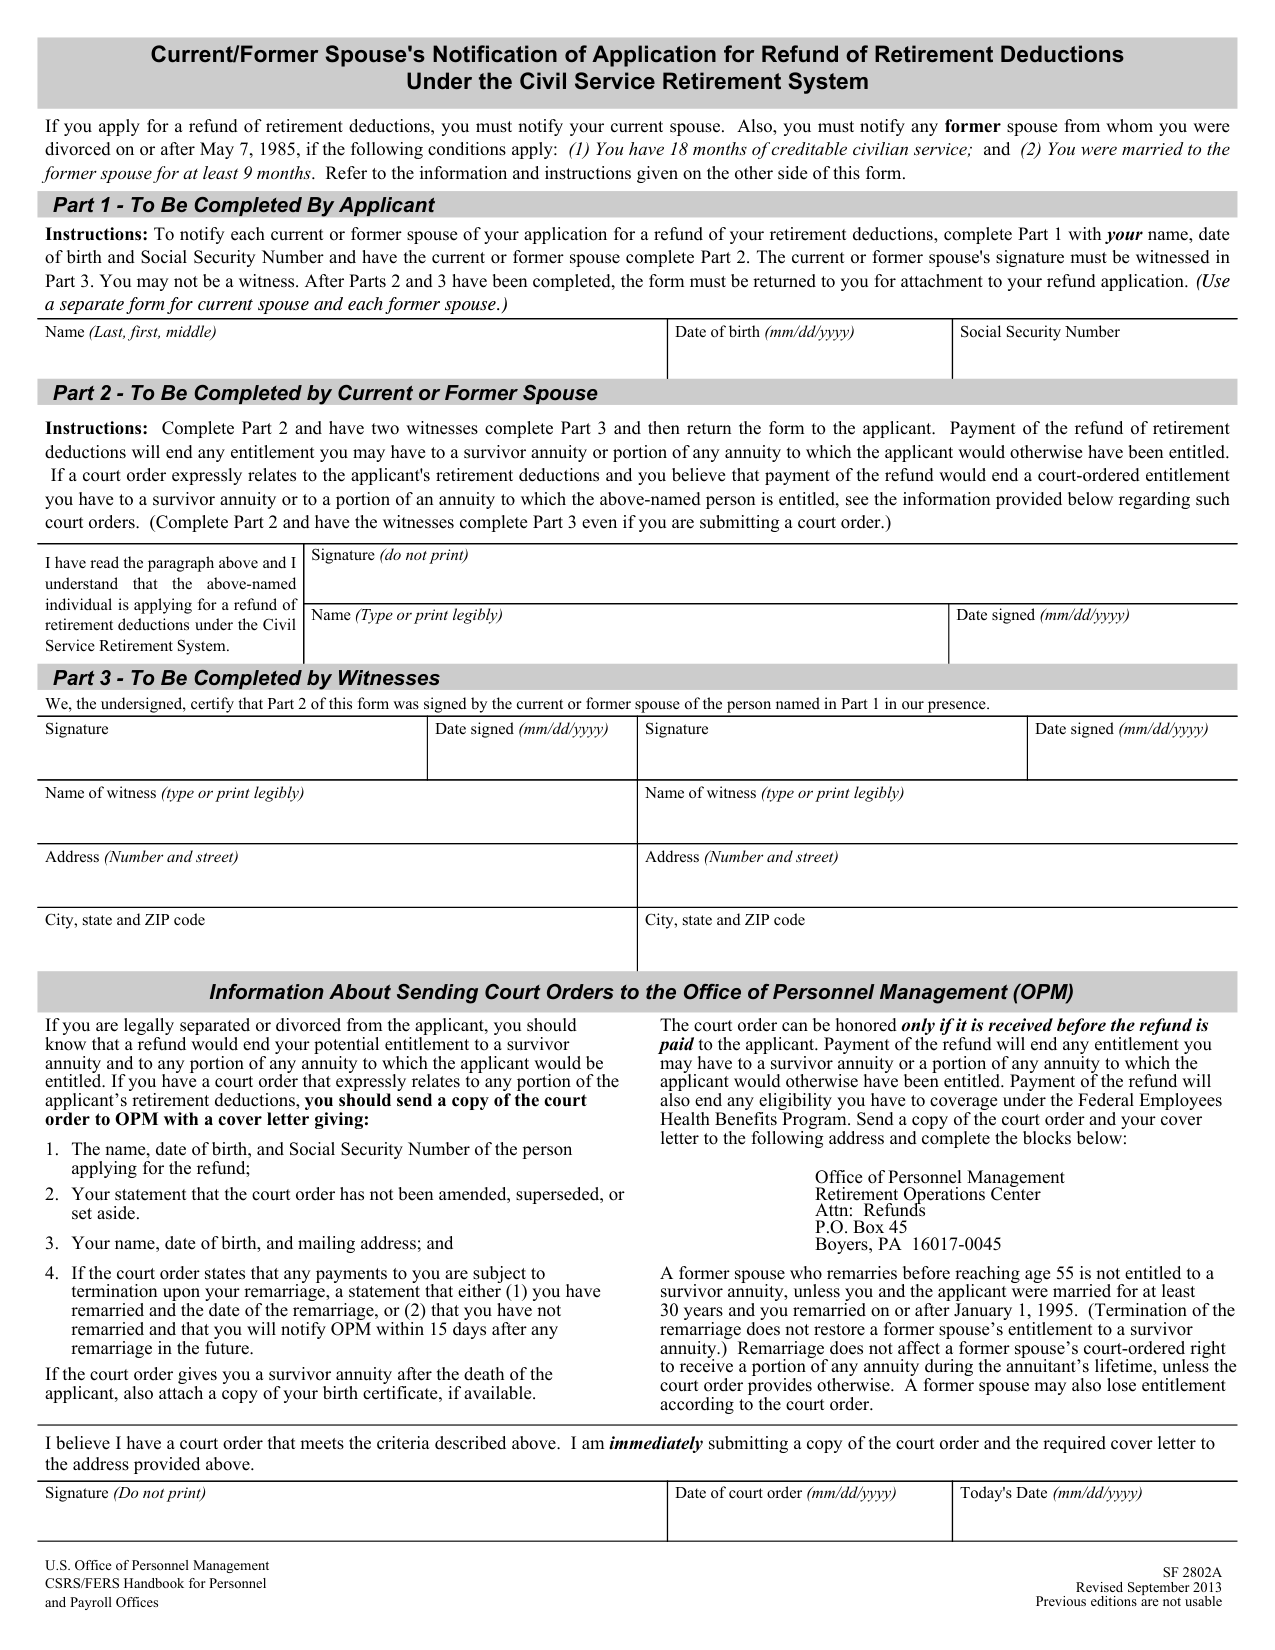 Current/Former Spouse's Notification of Application for Refund of Retirement Deductions
Under the Civil Service Retirement System
If you apply for a refund of retirement deductions, you must notify your current spouse. Also, you must notify any former spouse from whom you were
divorced on or after May 7, 1985, if the following conditions apply: (1) You have 18 months of creditable civilian service; and (2) You were married to the
former spouse for at least 9 months. Refer to the information and instructions given on the other side of this form.
Part 1 - To Be Completed By Applicant
Instructions: To notify each current or former spouse of your application for a refund of your retirement deductions, complete Part 1 with your name, date
of birth and Social Security Number and have the current or former spouse complete Part 2. The current or former spouse's signature must be witnessed in
Part 3. You may not be a witness. After Parts 2 and 3 have been completed, the form must be returned to you for attachment to your refund application. (Use
a separate form for current spouse and each former spouse.)
Name (Last, first, middle)
Date of birth (mm/dd/yyyy)
Social Security Number
Part 2 - To Be Completed by Current or Former Spouse
Instructions: Complete Part 2 and have two witnesses complete Part 3 and then return the form to the applicant. Payment of the refund of retirement
deductions will end any entitlement you may have to a survivor annuity or portion of any annuity to which the applicant would otherwise have been entitled.
If a court order expressly relates to the applicant's retirement deductions and you believe that payment of the refund would end a court-ordered entitlement
you have to a survivor annuity or to a portion of an annuity to which the above-named person is entitled, see the information provided below regarding such
court orders. (Complete Part 2 and have the witnesses complete Part 3 even if you are submitting a court order.)
I have read the paragraph above and I
understand that the above-named
individual is applying for a refund of
retirement deductions under the Civil
Service Retirement System.
Signature (do not print)
Name (Type or print legibly)
Date signed (mm/dd/yyyy)
Part 3 - To Be Completed by Witnesses
We, the undersigned, certify that Part 2 of this form was signed by the current or former spouse of the person named in Part 1 in our presence.
Signature
Date signed (mm/dd/yyyy)
Signature
Date signed (mm/dd/yyyy)
Name of witness (type or print legibly)
Name of witness (type or print legibly)
Address (Number and street)
Address (Number and street)
City, state and ZIP code
City, state and ZIP code
Information About Sending Court Orders to the Office of Personnel Management (OPM)
If you are legally separated or divorced from the applicant, you should
know that a refund would end your potential entitlement to a survivor
annuity and to any portion of any annuity to which the applicant would be
entitled. If you have a court order that expressly relates to any portion of the
applicant’s retirement deductions, you should send a copy of the court
order to OPM with a cover letter giving:
1. The name, date of birth, and Social Security Number of the person
applying for the refund;
2. Your statement that the court order has not been amended, superseded, or
set aside.
3. Your name, date of birth, and mailing address; and
4. If the court order states that any payments to you are subject to
termination upon your remarriage, a statement that either (1) you have
remarried and the date of the remarriage, or (2) that you have not
remarried and that you will notify OPM within 15 days after any
remarriage in the future.
If the court order gives you a survivor annuity after the death of the
applicant, also attach a copy of your birth certificate, if available.
The court order can be honored only if it is received before the refund is
paid to the applicant. Payment of the refund will end any entitlement you
may have to a survivor annuity or a portion of any annuity to which the
applicant would otherwise have been entitled. Payment of the refund will
also end any eligibility you have to coverage under the Federal Employees
Health Benefits Program. Send a copy of the court order and your cover
letter to the following address and complete the blocks below:
Office of Personnel Management
Retirement Operations Center
Attn: Refunds
P.O. Box 45
Boyers, PA 16017-0045
A former spouse who remarries before reaching age 55 is not entitled to a
survivor annuity, unless you and the applicant were married for at least
30 years and you remarried on or after January 1, 1995. (Termination of the
remarriage does not restore a former spouse’s entitlement to a survivor
annuity.) Remarriage does not affect a former spouse’s court-ordered right
to receive a portion of any annuity during the annuitant’s lifetime, unless the
court order provides otherwise. A former spouse may also lose entitlement
according to the court order.
I believe I have a court order that meets the criteria described above. I am immediately submitting a copy of the court order and the required cover letter to
the address provided above.
Signature (Do not print)
Date of court order (mm/dd/yyyy)
Today's Date (mm/dd/yyyy)
U.S. Office of Personnel Management
CSRS/FERS Handbook for Personnel
and Payroll Offices
SF 2802A
Revised September 2013
Previous editions are not usable